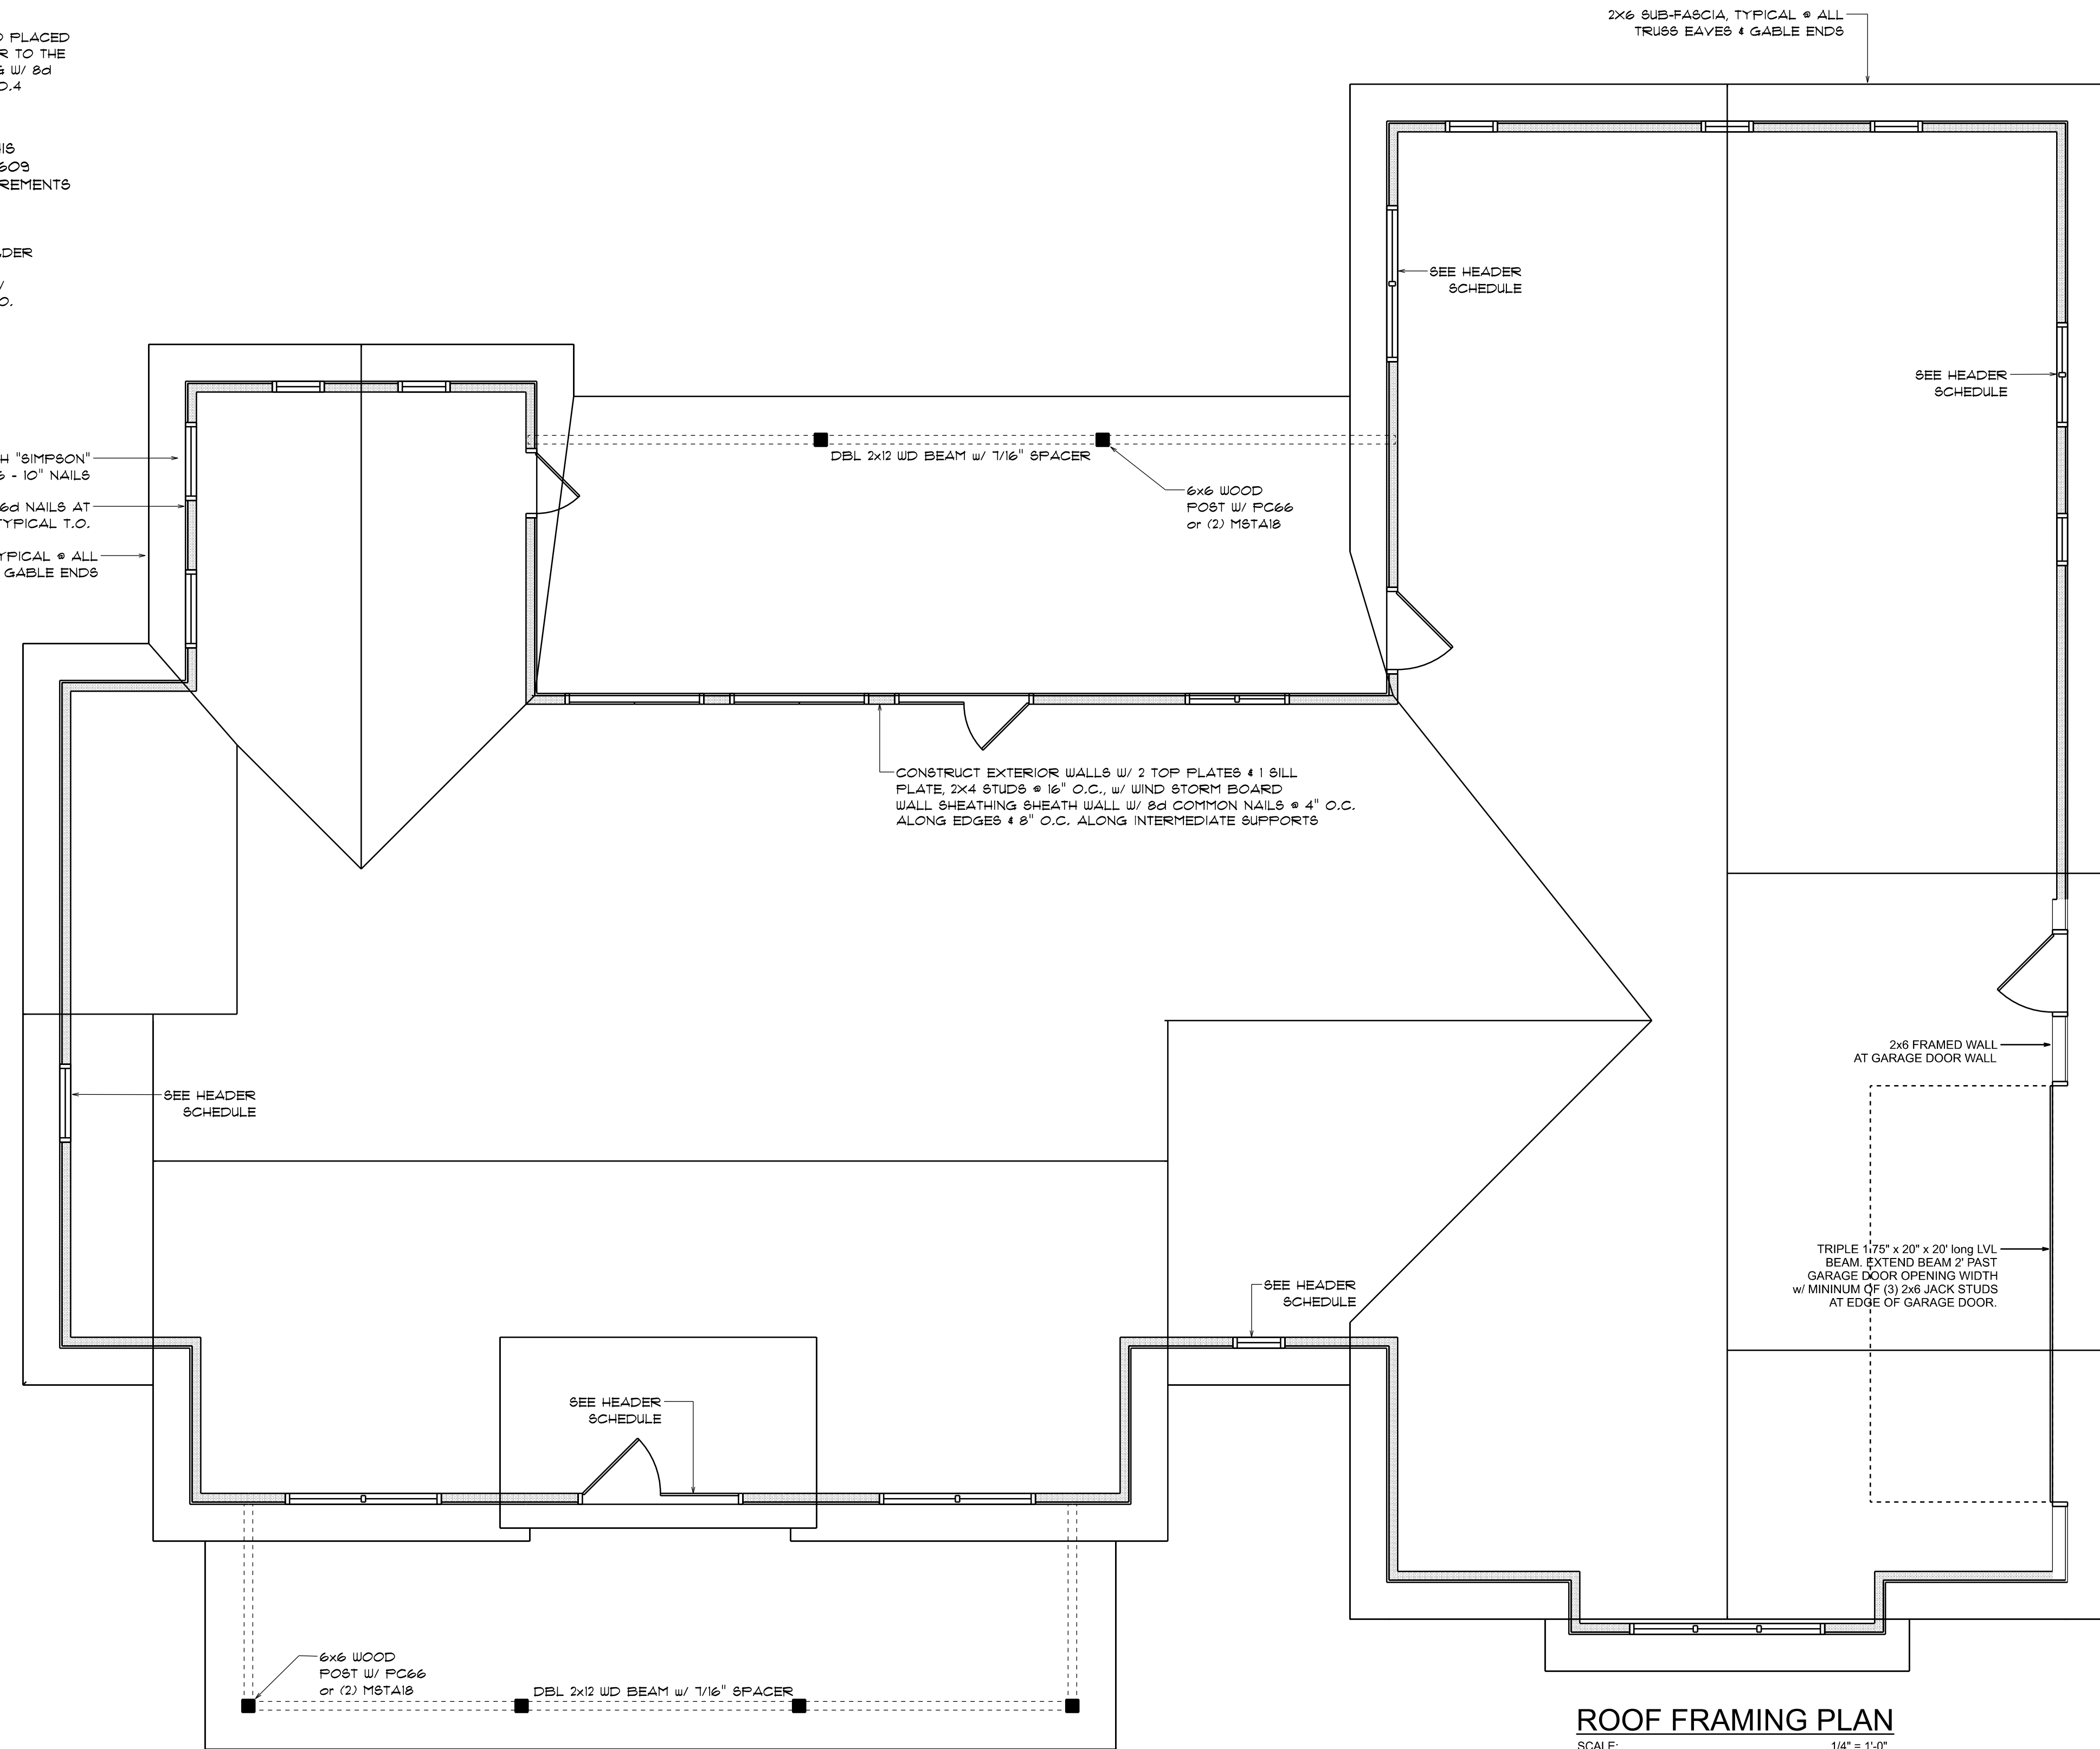 2X6 SUB-FASCIA, TYPICAL @ ALL
TRUSS EAVES & GABLE ENDS
PLACED
R TO THE
W/ 8d
O.4
HIS
609
REMENTS
DER
O.
SEE HEADER
SCHEDULE
SEE HEADER
SCHEDULE
H "SIMPSON"
6 - 10" NAILS
6d NAILS AT
TYPICAL T.O.
YPICAL @ ALL
GABLE ENDS
DBL 2x12 WD BEAM w/ 7/16" SPACER
6x6 WOOD
POST W/ PC66
or (2) MSTA18
CONSTRUCT EXTERIOR WALLS W/ 2 TOP PLATES & 1 SILL
PLATE, 2X4 STUDS @ 16" O.C., w/ WIND STORM BOARD
WALL SHEATHING SHEATH WALL W/ 8d COMMON NAILS @ 4" O.C.
ALONG EDGES & 8" O.C. ALONG INTERMEDIATE SUPPORTS
2x6 FRAMED WALL
AT GARAGE DOOR WALL
SEE HEADER
SCHEDULE
TRIPLE 1.75" x 20" x 20' long LVL
BEAM. EXTEND BEAM 2' PAST
GARAGE DOOR OPENING WIDTH
w/ MININUM OF (3) 2x6 JACK STUDS
AT EDGE OF GARAGE DOOR.
SEE HEADER
SCHEDULE
SEE HEADER
SCHEDULE
6x6 WOOD
POST W/ PC66
or (2) MSTA18
DBL 2x12 WD BEAM w/ 7/16" SPACER
ROOF FRAMING PLAN
SCALE: 1/4" = 1'-0"